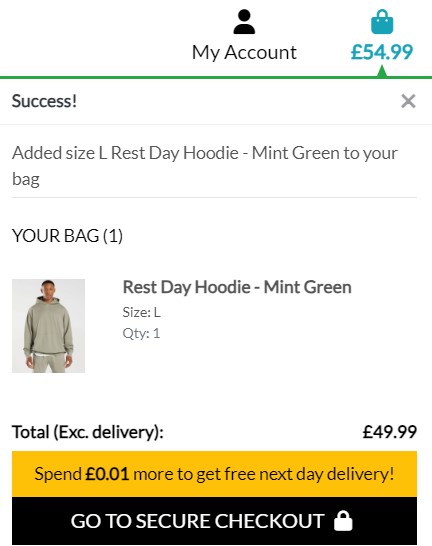 My Account
£54.99
Success!
×
Added size L Rest Day Hoodie - Mint Green to your
bag
YOUR BAG (1)
Rest Day Hoodie - Mint Green
Size: L
Qty: 1
Total (Exc. delivery): £49.99
Spend £0.01 more to get free next day delivery!
GO TO SECURE CHECKOUT